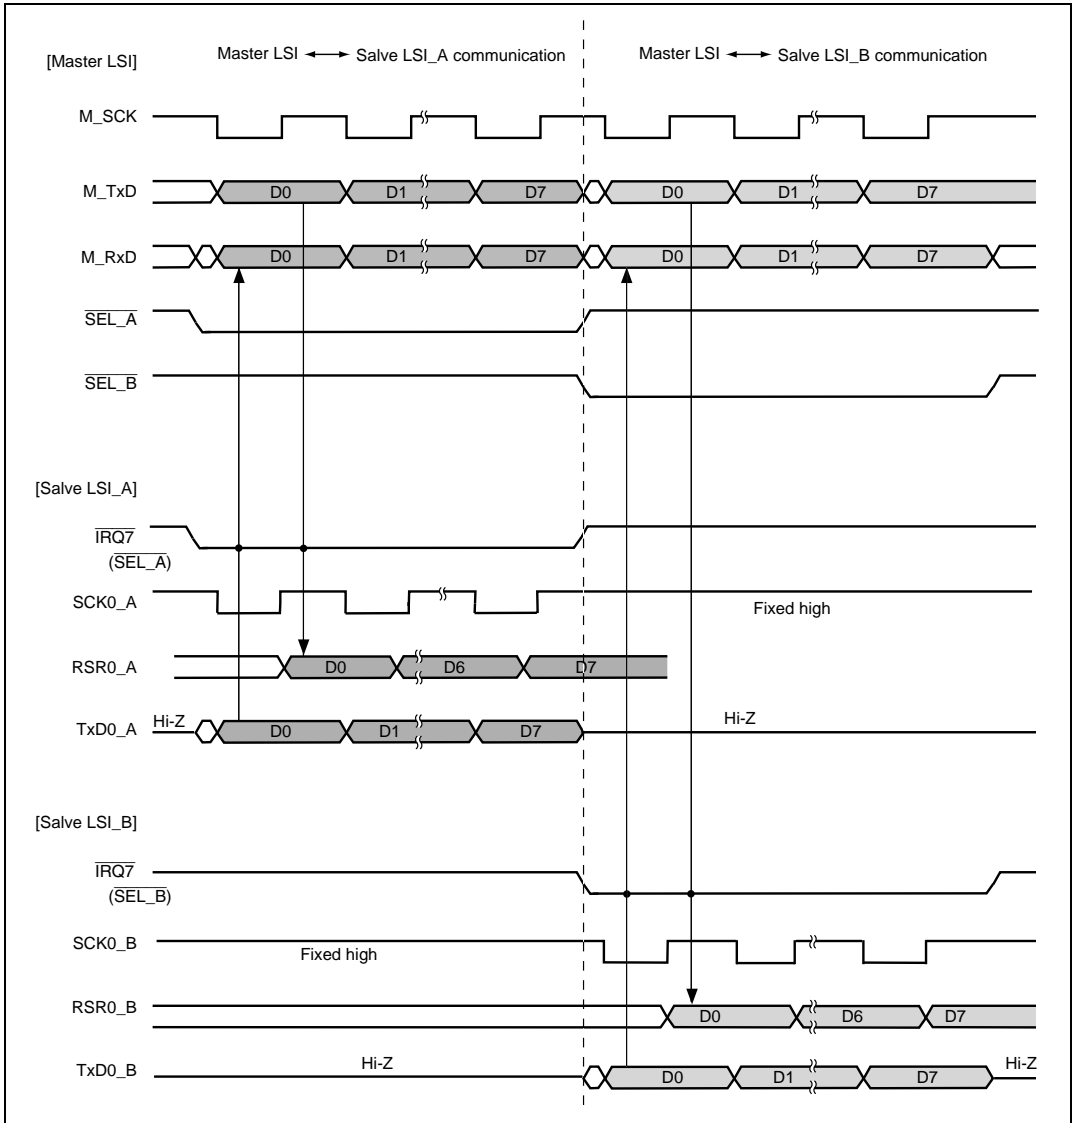 [Master LSI]
Master LSI ↔ Salve LSI_A communication
Master LSI ↔ Salve LSI_B communication
M_SCK
M_TxD D0 D1 D7 D0 D1 D7
M_RxD D0 D1 D7 D0 D1 D7
SEL_A
SEL_B
[Salve LSI_A]
IRQ7
(SEL_A)
SCK0_A Fixed high
RSR0_A D0 D6 D7
TxD0_A Hi-Z D0 D1 D7 Hi-Z
[Salve LSI_B]
IRQ7
(SEL_B)
SCK0_B Fixed high
RSR0_B D0 D6 D7
TxD0_B Hi-Z D0 D1 D7 Hi-Z